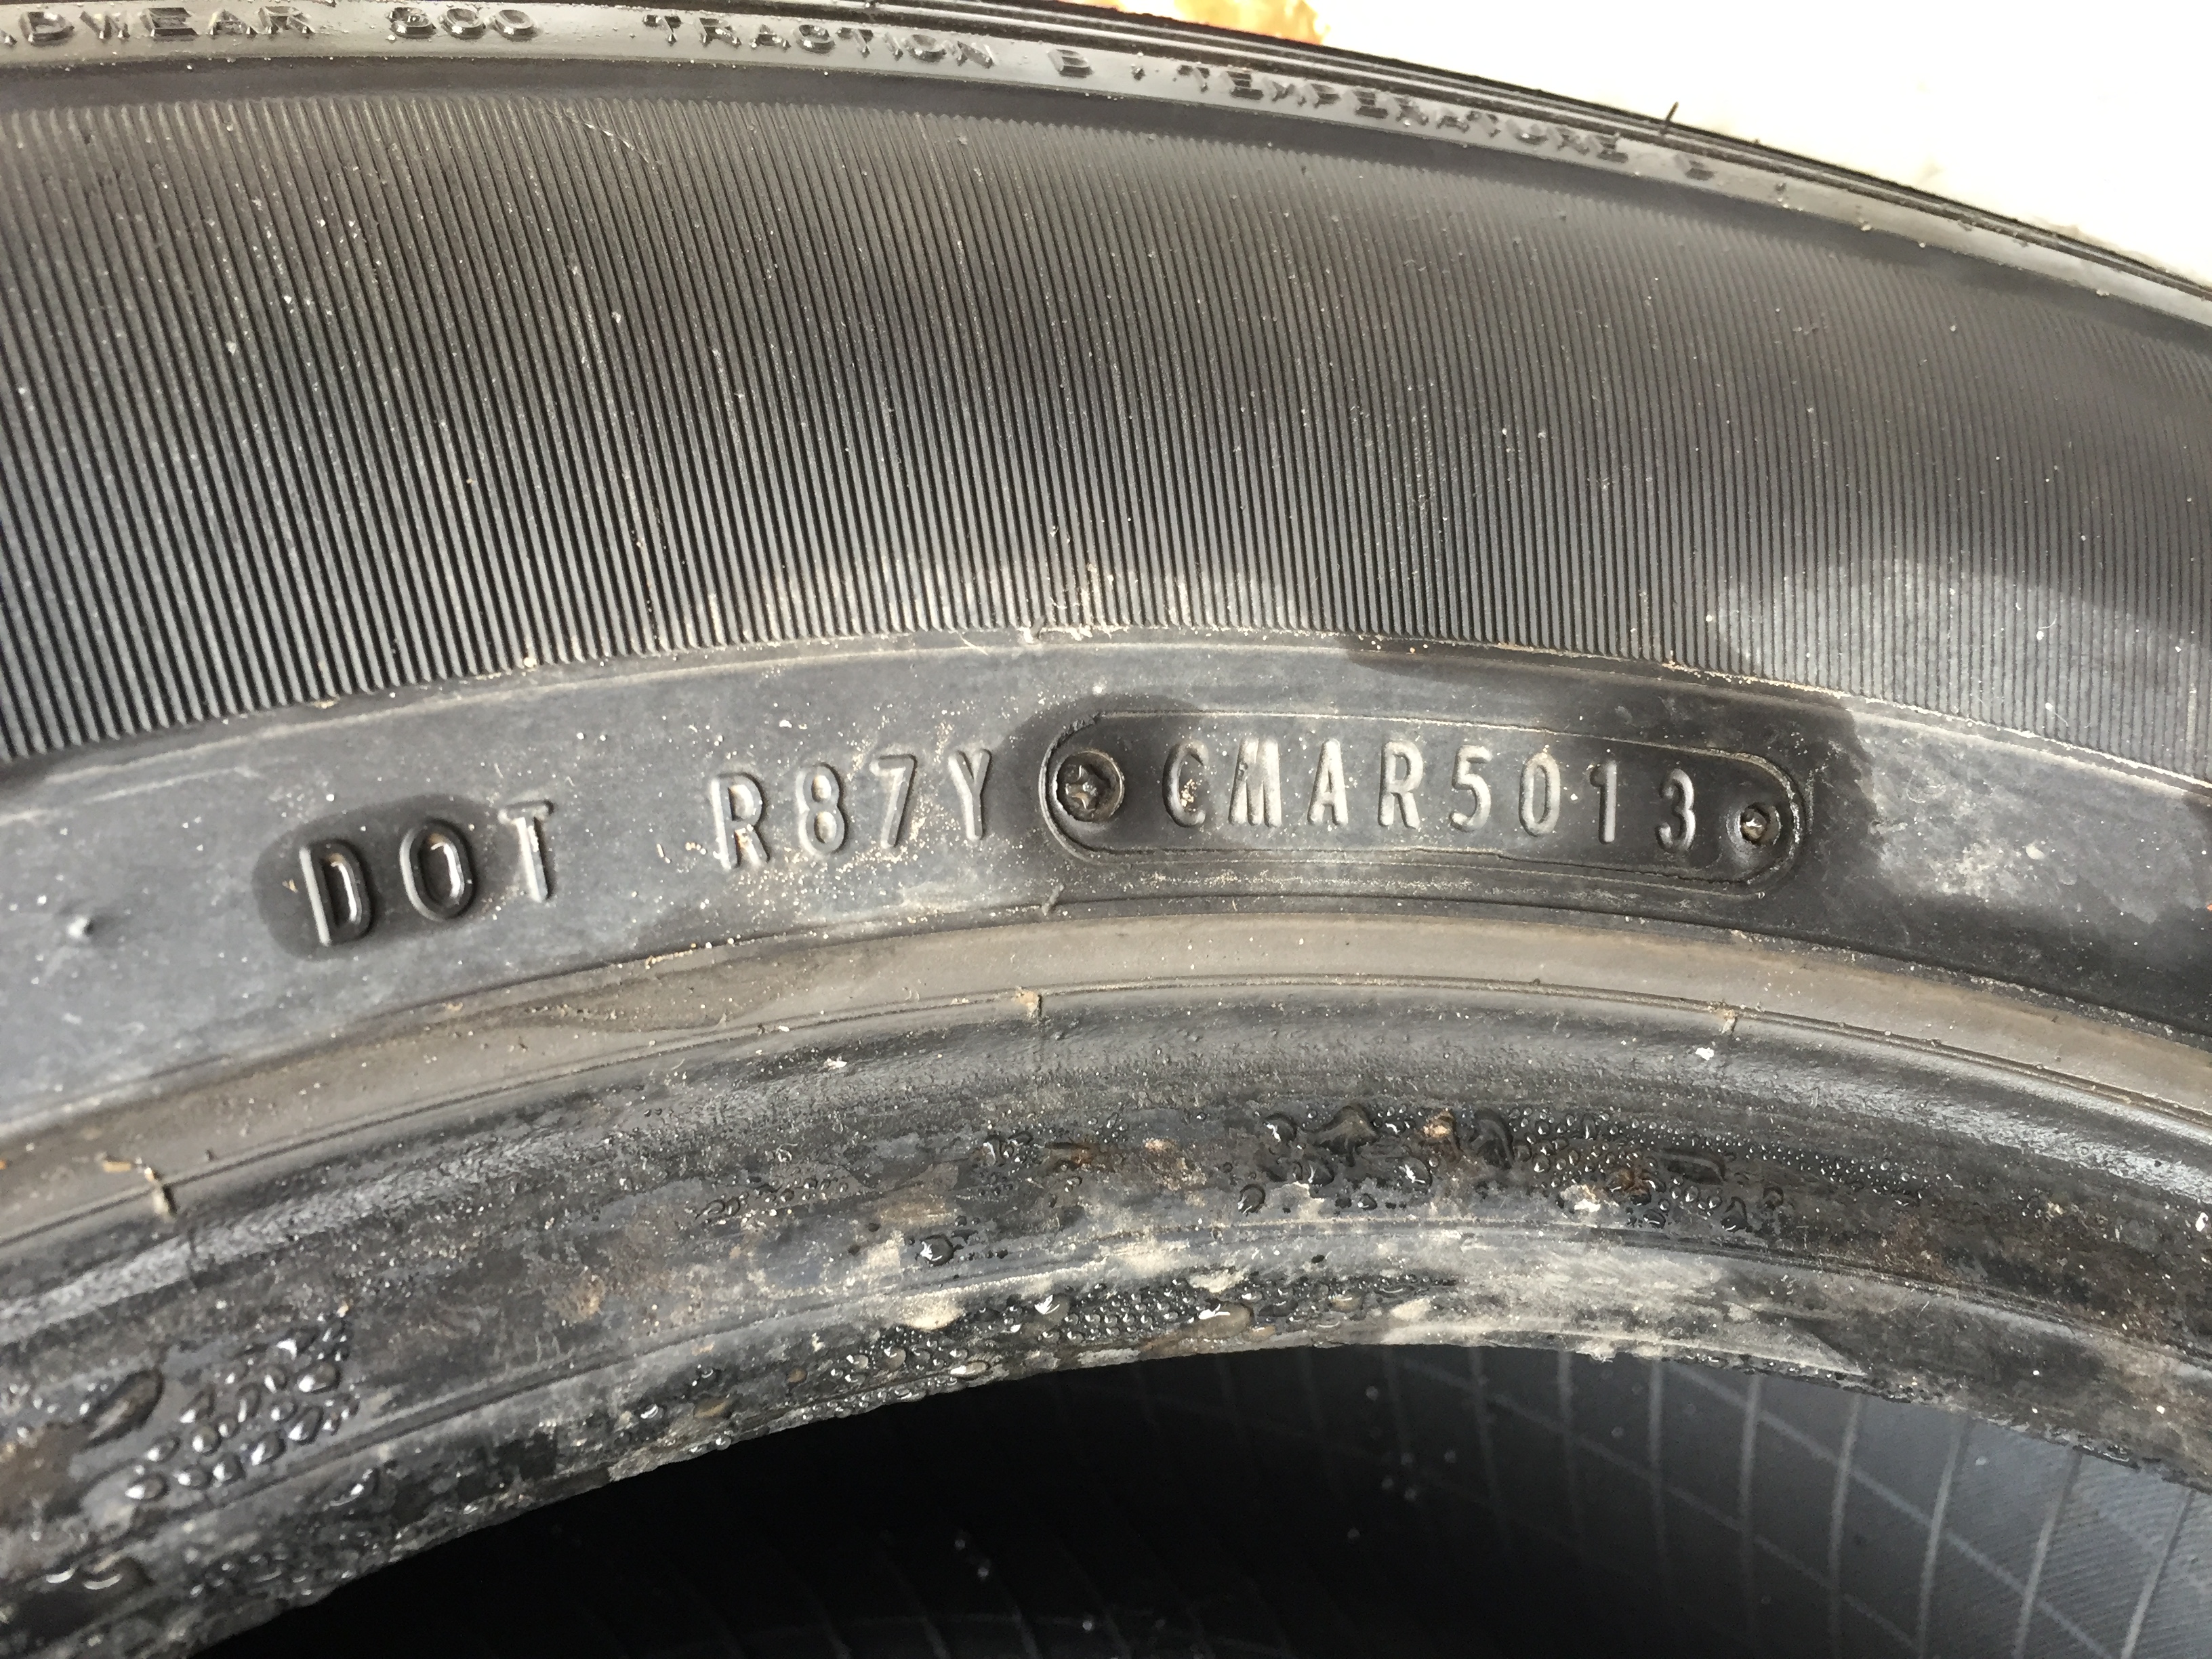 TRACTION B · TEMPERATURE B
DOT R87Y CMAR5013